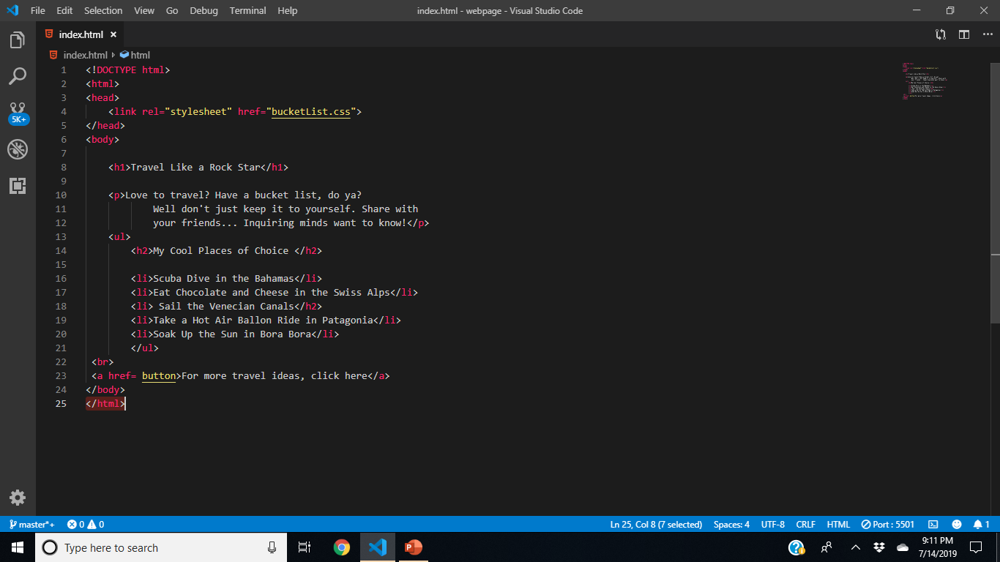 File Edit Selection View Go Debug Terminal Help index.html - webpage - Visual Studio Code
index.html
index.html html
1 <!DOCTYPE html>
2 <html>
3 <head>
4 <link rel="stylesheet" href="bucketList.css">
5 </head>
6 <body>
7
8 <h1>Travel Like a Rock Star</h1>
9
10 <p>Love to travel? Have a bucket list, do ya?
11 Well don't just keep it to yourself. Share with
12 your friends... Inquiring minds want to know!</p>
13 <ul>
14 <h2>My Cool Places of Choice </h2>
15
16 <li>Scuba Dive in the Bahamas</li>
17 <li>Eat Chocolate and Cheese in the Swiss Alps</li>
18 <li> Sail the Venecian Canals</h2>
19 <li>Take a Hot Air Ballon Ride in Patagonia</li>
20 <li>Soak Up the Sun in Bora Bora</li>
21 </ul>
22 <br>
23 <a href= button>For more travel ideas, click here</a>
24 </body>
25 </html>
5K+
master*+ 0 0 Ln 25, Col 8 (7 selected) Spaces: 4 UTF-8 CRLF HTML Port : 5501 1
Type here to search
9:11 PM
7/14/2019